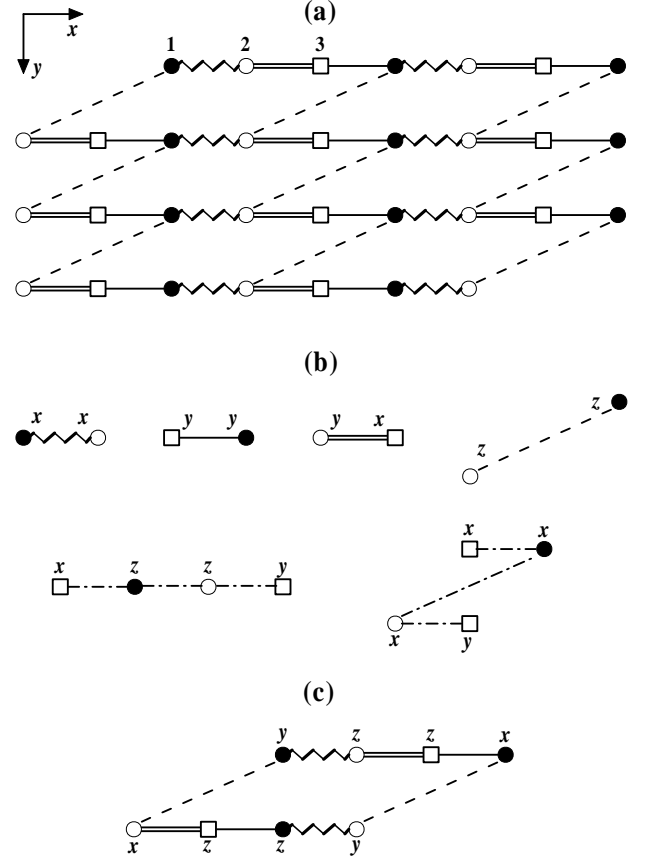 (a)
x
y
1 2 3
(b)
x x
y y
y x
z
z
x z z y
x x
x y
(c)
y z z x
x z z y